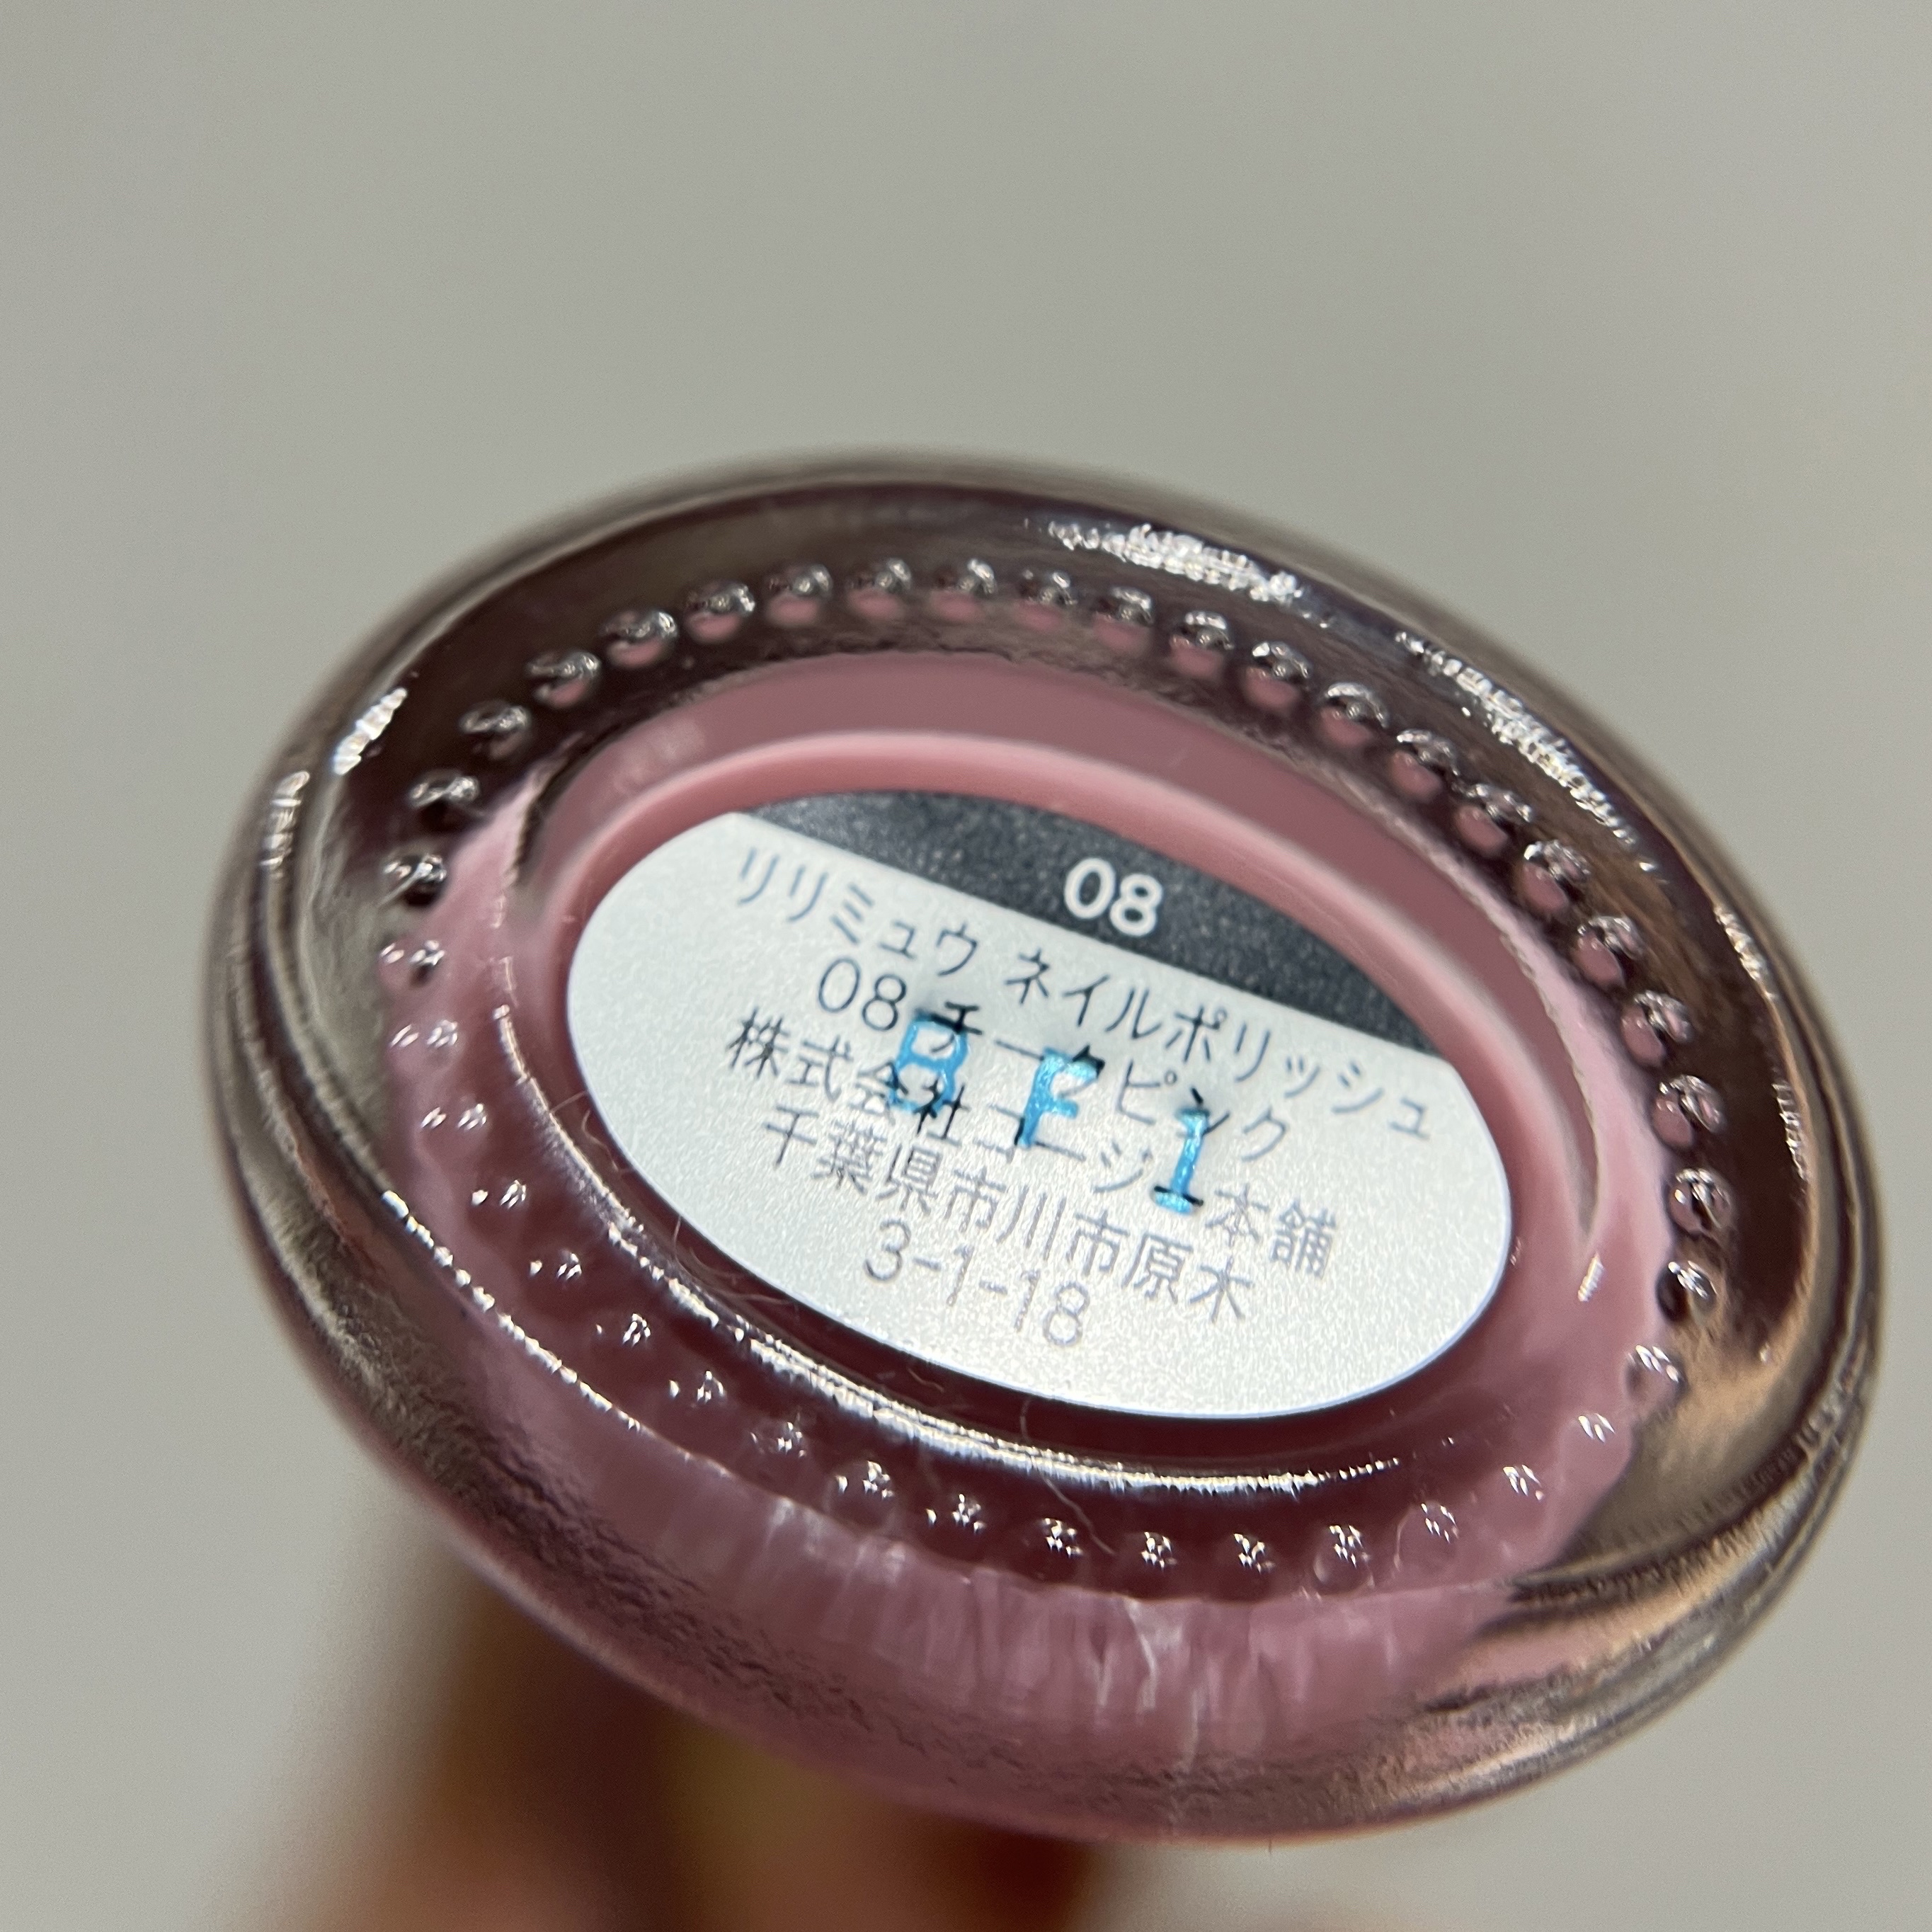 08
リリミュウ ネイルポリッシュ
08 チークピンク
株式会社コージー本舗
千葉県市川市原木
3-1-18
BF1